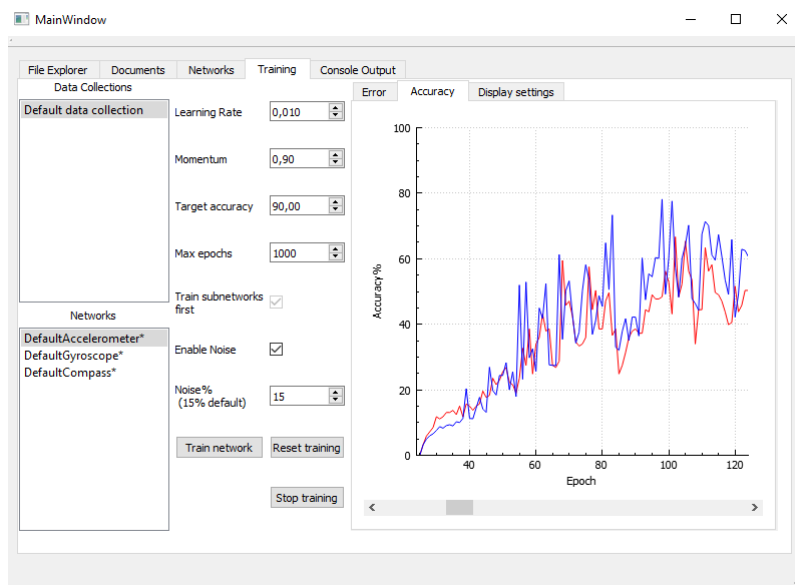 MainWindow
File Explorer Documents Networks Training Console Output
Data Collections
Default data collection
Networks
DefaultAccelerometer*
DefaultGyroscope*
DefaultCompass*
Learning Rate 0,010
Momentum 0,90
Target accuracy 90,00
Max epochs 1000
Train subnetworks
first
Enable Noise
Noise%
(15% default) 15
Train network Reset training
Stop training
Error Accuracy Display settings
Accuracy%
100
80
60
40
20
0
40 60 80 100 120
Epoch